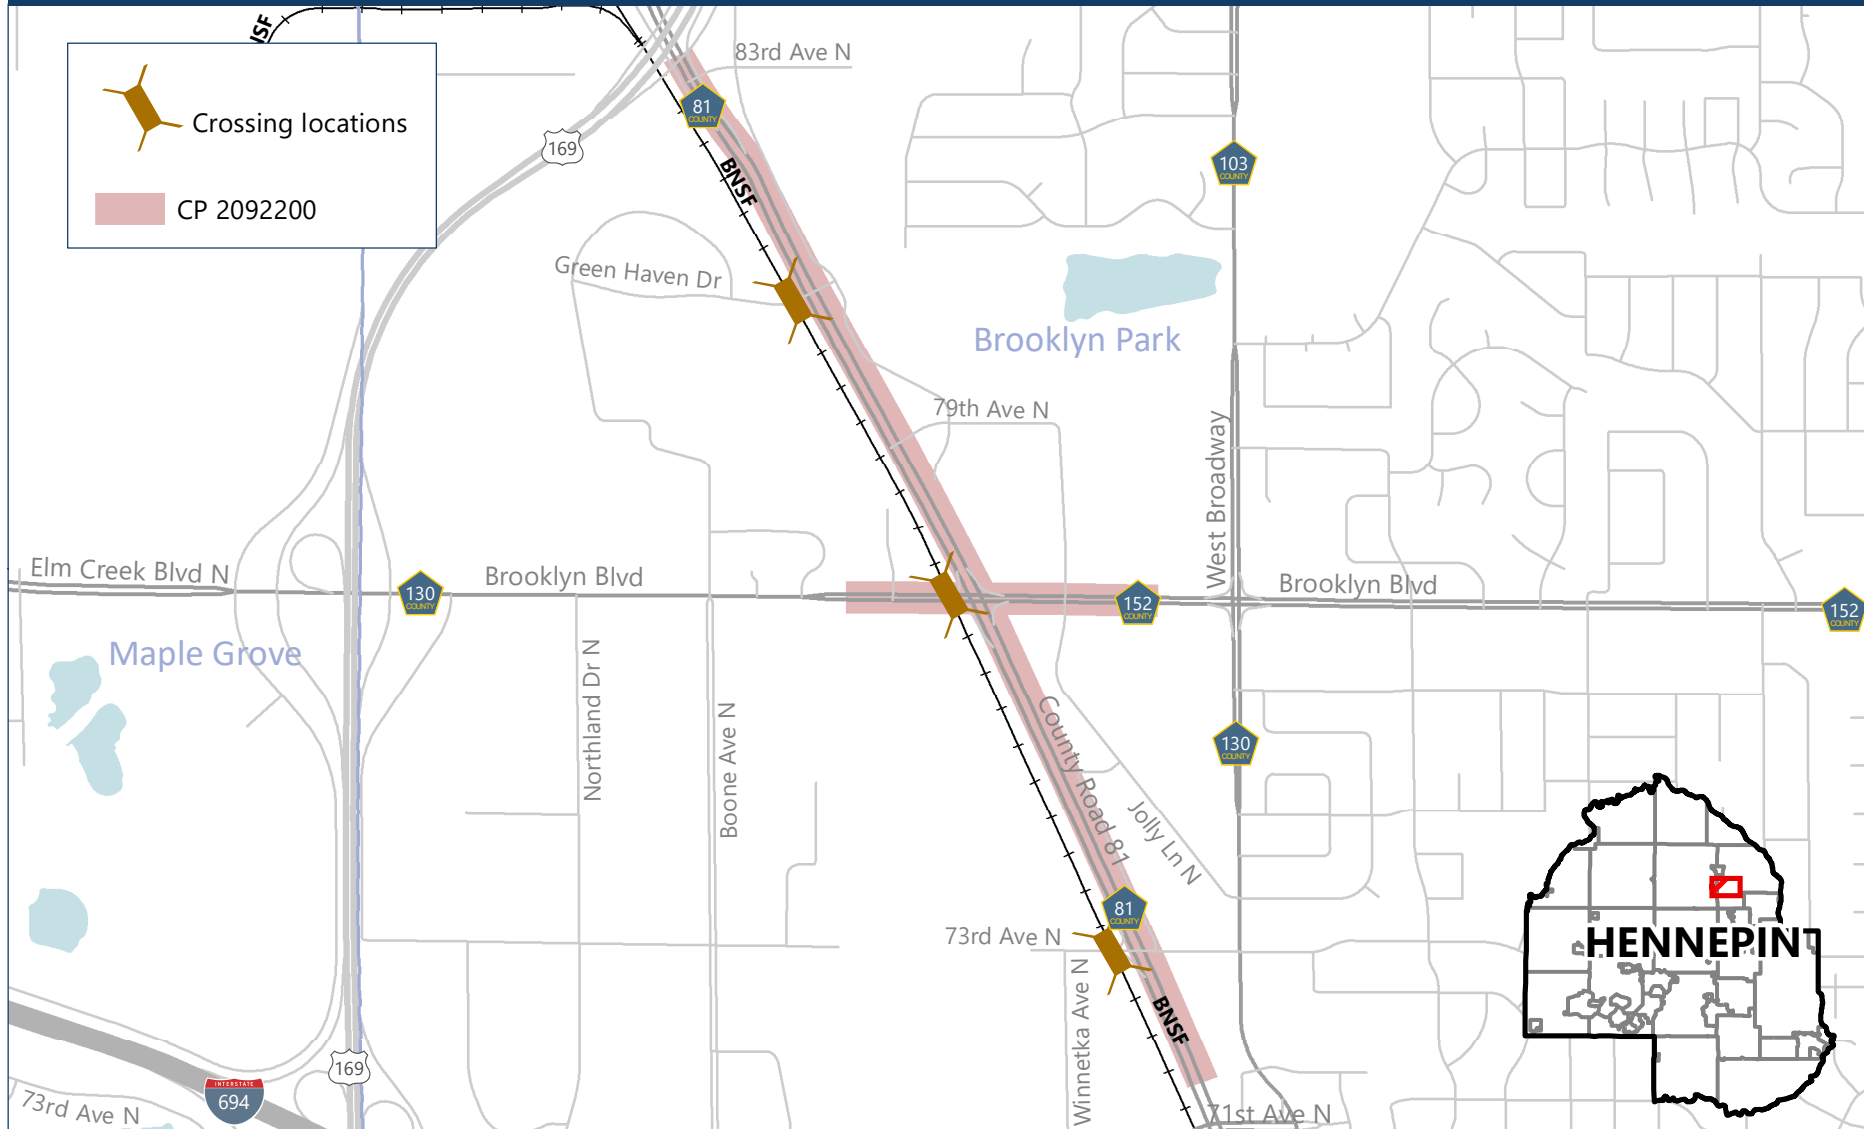 Crossing locations
CP 2092200
83rd Ave N
81
COUNTY
169
BNSF
103
COUNTY
Green Haven Dr
Brooklyn Park
79th Ave N
West Broadway
Elm Creek Blvd N
130
COUNTY
Brooklyn Blvd
152
COUNTY
Brooklyn Blvd
152
COUNTY
Maple Grove
Northland Dr N
Boone Ave N
County Road 81
Jolly Ln N
130
COUNTY
81
COUNTY
73rd Ave N
Winnetka Ave N
BNSF
HENNEPIN
169
INTERSTATE
694
73rd Ave N
71st Ave N